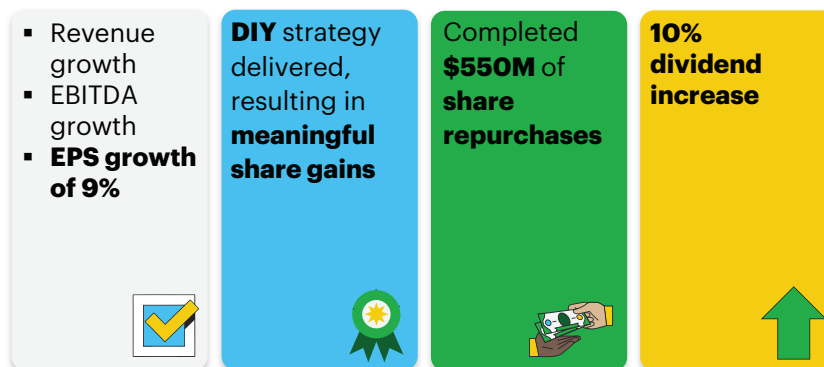 ▪ Revenue
growth
▪ EBITDA
growth
▪ EPS growth
of 9%
DIY strategy
delivered,
resulting in
meaningful
share gains
Completed
$550M of
share
repurchases
10%
dividend
increase